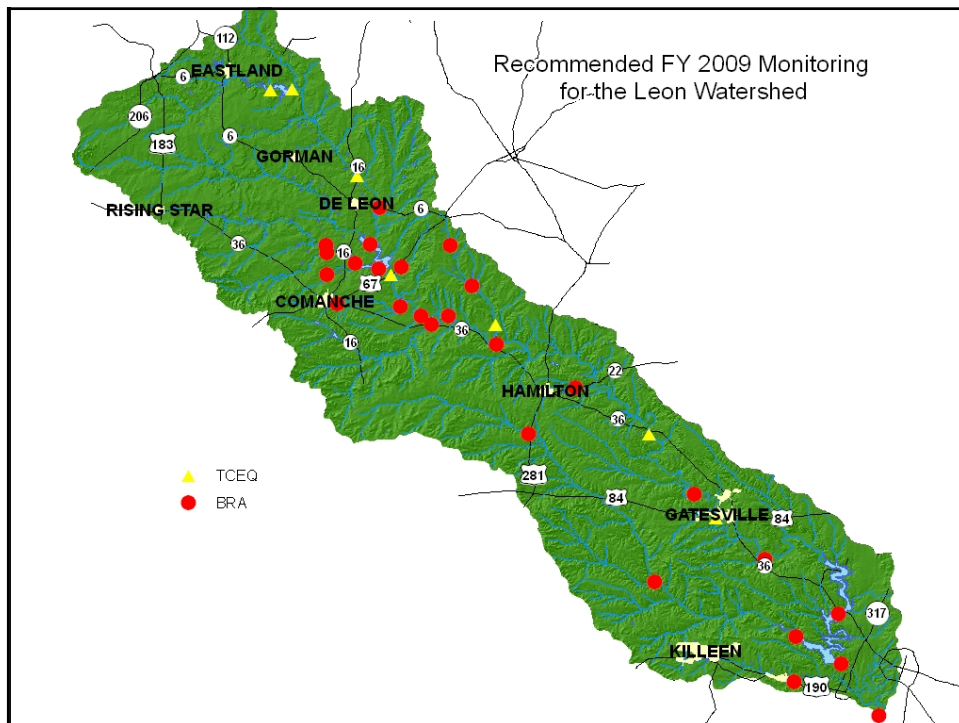 Recommended FY 2009 Monitoring
for the Leon Watershed
112
EASTLAND
6
206
183
6
GORMAN
16
DE LEON
6
RISING STAR
36
16
67
COMANCHE
36
16
22
HAMILTON
36
281
TCEQ
BRA
84
GATESVILLE
84
36
317
KILLEEN
190